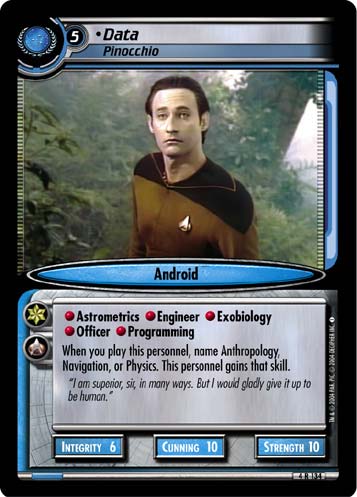 5 •Data
Pinocchio
Android
Astrometrics Engineer Exobiology
Officer Programming
When you play this personnel, name Anthropology,
Navigation, or Physics. This personnel gains that skill.
"I am superior, sir, in many ways. But I would gladly give it up to
be human."
INTEGRITY 6 CUNNING 10 STRENGTH 10
4 R 134